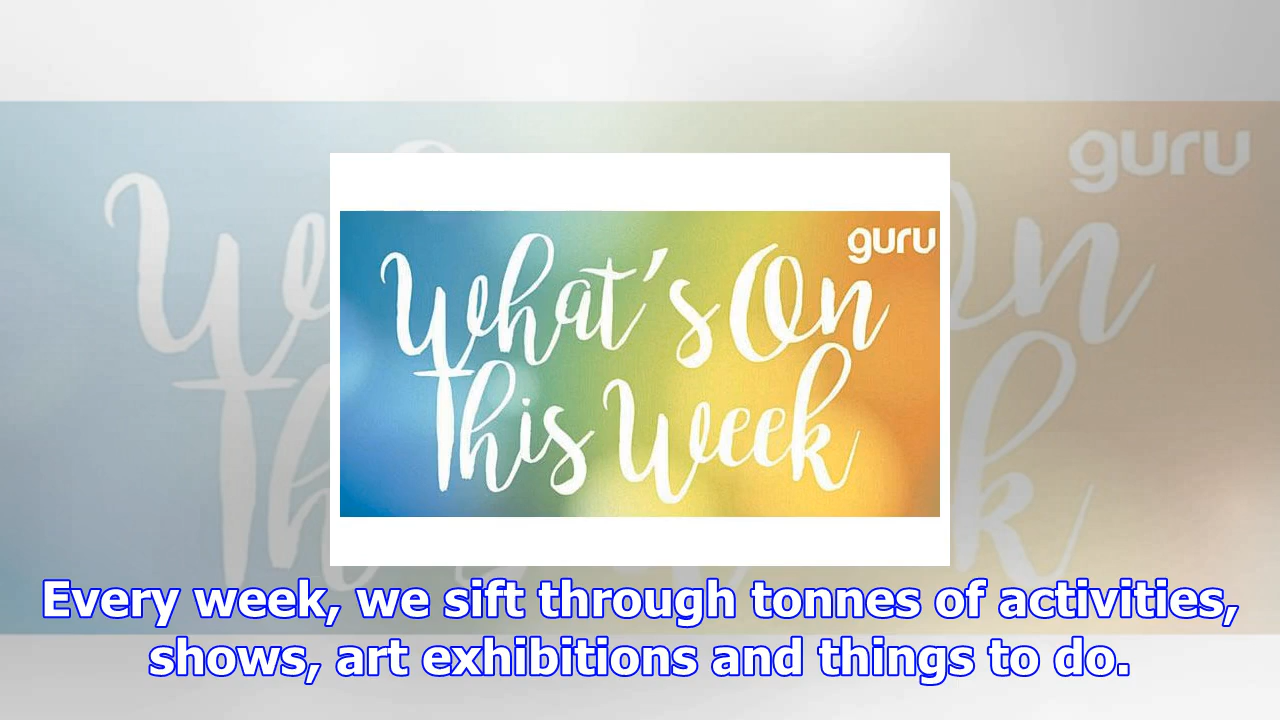 guru
What's On
This Week
guru
Every week, we sift through tonnes of activities,
shows, art exhibitions and things to do.